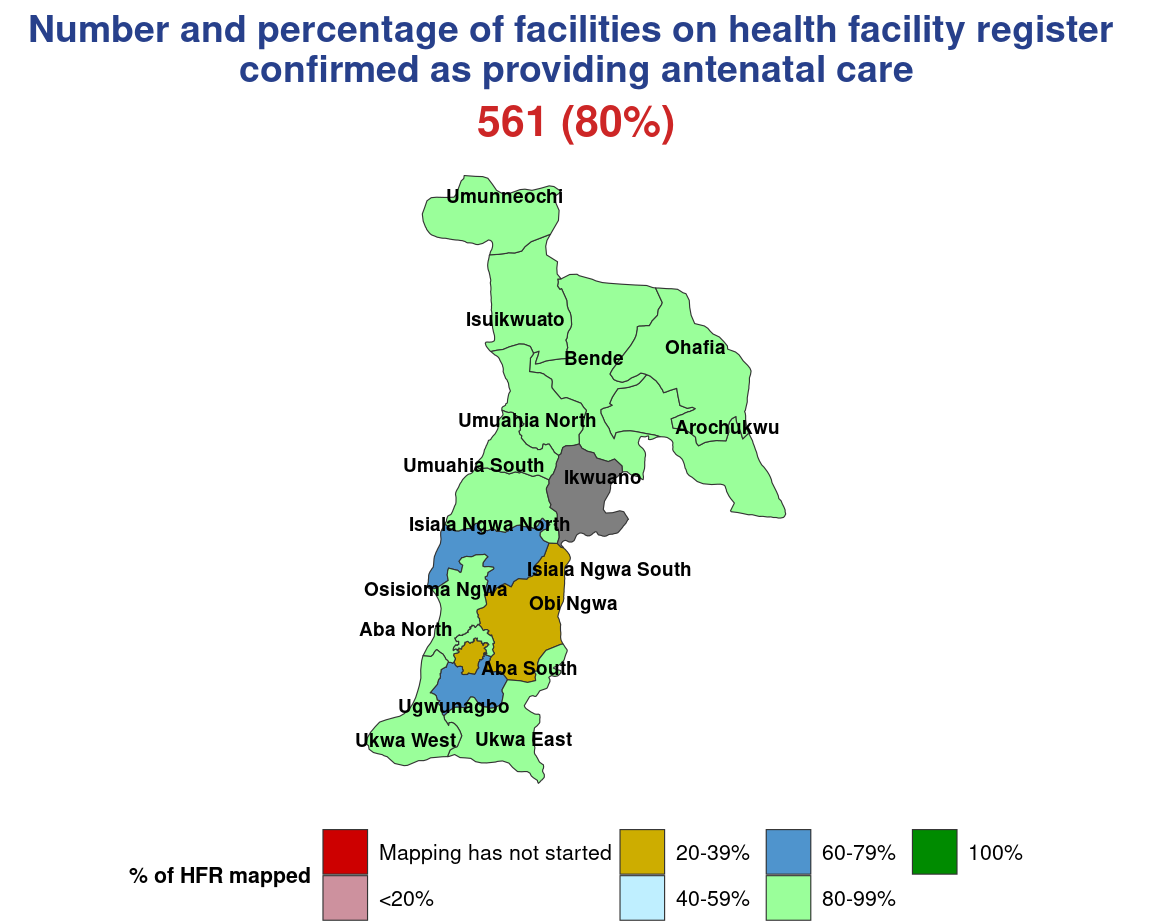 Number and percentage of facilities on health facility register
confirmed as providing antenatal care
561 (80%)
Umunneochi
Isuikwuato
Ohafia
Bende
Umuahia North
Arochukwu
Umuahia South
Ikwuano
Isiala Ngwa North
Isiala Ngwa South
Osisioma Ngwa
Obi Ngwa
Aba North
Aba South
Ugwunagbo
Ukwa West
Ukwa East
% of HFR mapped
Mapping has not started
20-39%
60-79%
100%
<20%
40-59%
80-99%